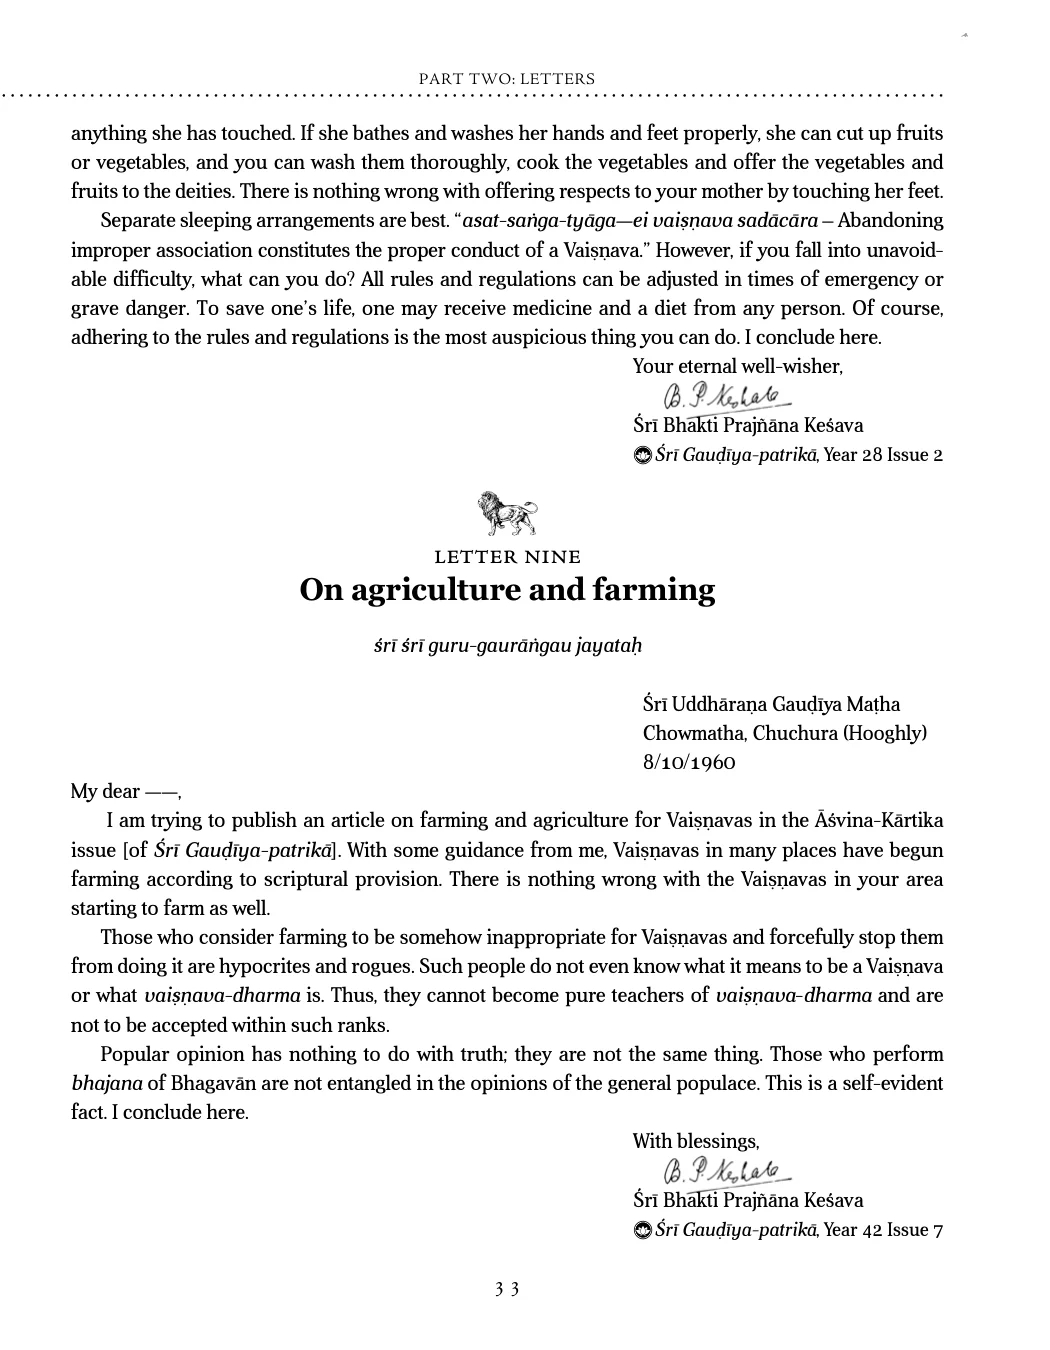 PART TWO: LETTERS
anything she has touched. If she bathes and washes her hands and feet properly, she can cut up fruits
or vegetables, and you can wash them thoroughly, cook the vegetables and offer the vegetables and
fruits to the deities. There is nothing wrong with offering respects to your mother by touching her feet.
Separate sleeping arrangements are best. “asat-saṅga-tyāga—ei vaiṣṇava sadācāra – Abandoning
improper association constitutes the proper conduct of a Vaiṣṇava.” However, if you fall into unavoid-
able difficulty, what can you do? All rules and regulations can be adjusted in times of emergency or
grave danger. To save one’s life, one may receive medicine and a diet from any person. Of course,
adhering to the rules and regulations is the most auspicious thing you can do. I conclude here.
Your eternal well-wisher,
B. P. Keshab
Śrī Bhakti Prajñāna Keśava
Śrī Gauḍīya-patrikā, Year 28 Issue 2
LETTER NINE
On agriculture and farming
śrī śrī guru-gaurāṅgau jayataḥ
Śrī Uddhāraṇa Gauḍīya Maṭha
Chowmatha, Chuchura (Hooghly)
8/10/1960
My dear ——,
I am trying to publish an article on farming and agriculture for Vaiṣṇavas in the Āśvina-Kārtika
issue [of Śrī Gauḍīya-patrikā]. With some guidance from me, Vaiṣṇavas in many places have begun
farming according to scriptural provision. There is nothing wrong with the Vaiṣṇavas in your area
starting to farm as well.
Those who consider farming to be somehow inappropriate for Vaiṣṇavas and forcefully stop them
from doing it are hypocrites and rogues. Such people do not even know what it means to be a Vaiṣṇava
or what vaiṣṇava-dharma is. Thus, they cannot become pure teachers of vaiṣṇava-dharma and are
not to be accepted within such ranks.
Popular opinion has nothing to do with truth; they are not the same thing. Those who perform
bhajana of Bhagavān are not entangled in the opinions of the general populace. This is a self-evident
fact. I conclude here.
With blessings,
B. P. Keshab
Śrī Bhakti Prajñāna Keśava
Śrī Gauḍīya-patrikā, Year 42 Issue 7
33